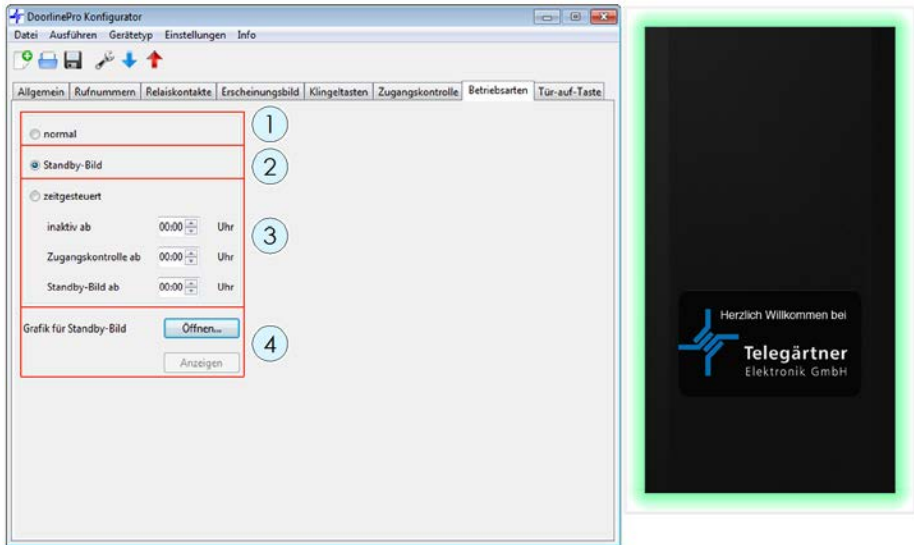 DoorlinePro Konfigurator
Datei Ausführen Gerätetyp Einstellungen Info
Allgemein Rufnummern Relaiskontakte Erscheinungsbild Klingeltasten Zugangskontrolle Betriebsarten Tür-auf-Taste
normal
1
Standby-Bild
2
zeitgesteuert
inaktiv ab 00:00 Uhr
3
Zugangskontrolle ab 00:00 Uhr
Standby-Bild ab 00:00 Uhr
Grafik für Standby-Bild Öffnen...
4
Anzeigen
Herzlich Willkommen bei
Telegärtner
Elektronik GmbH